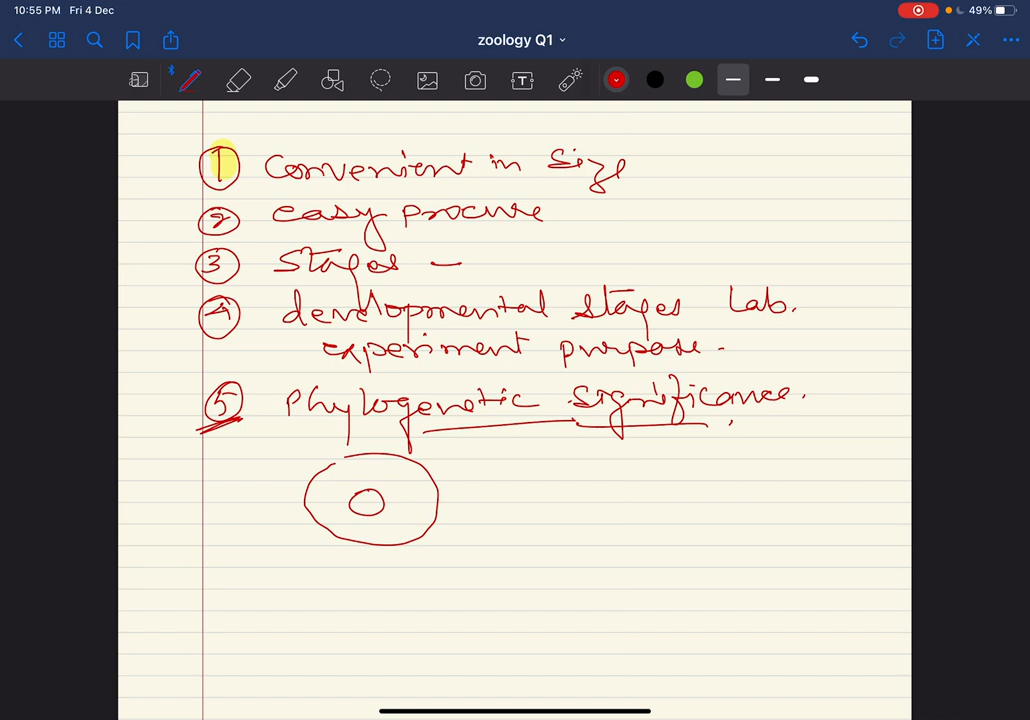 10:55 PM Fri 4 Dec
49%
zoology Q1
T
1 Convenient in Size
2 easy procure
3 Stages -
4 developmental stages Lab.
experiment purpose.
5 Phylogenetic significance.